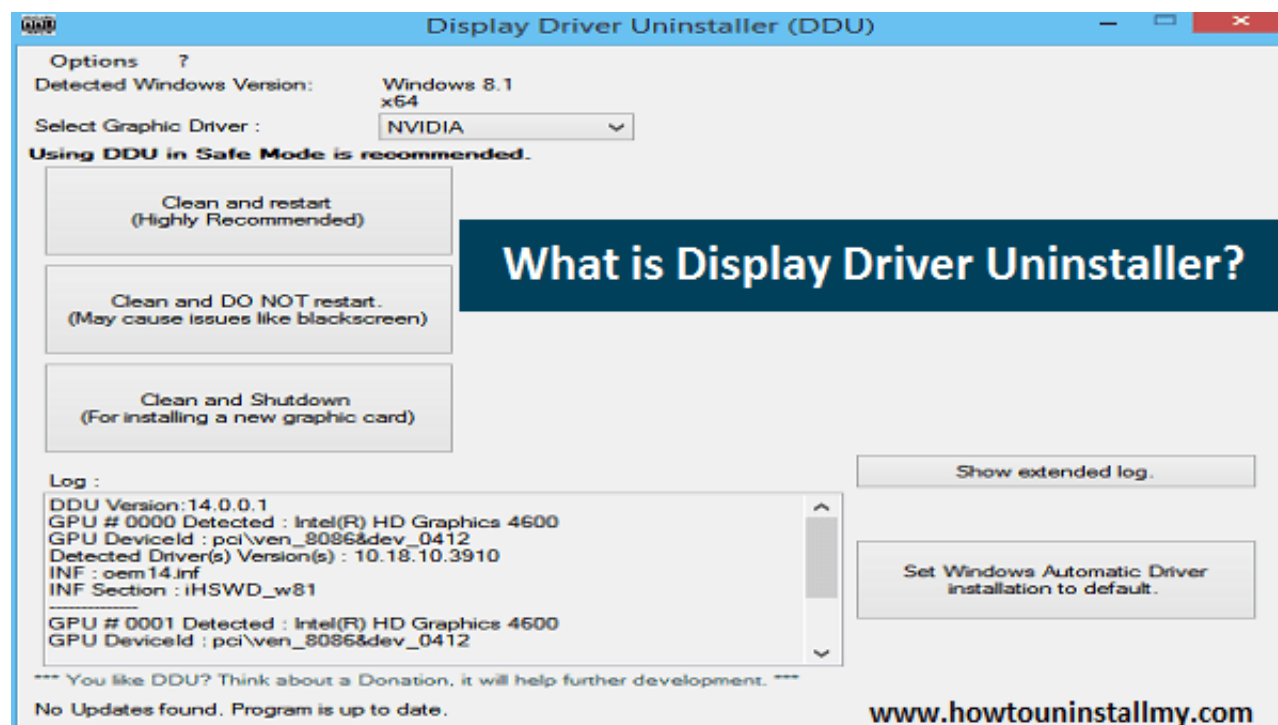 Display Driver Uninstaller (DDU)
Options ?
Detected Windows Version: Windows 8.1
x64
Select Graphic Driver : NVIDIA
Using DDU in Safe Mode is recommended.
Clean and restart
(Highly Recommended)
What is Display Driver Uninstaller?
Clean and DO NOT restart.
(May cause issues like blackscreen)
Clean and Shutdown
(For installing a new graphic card)
Show extended log.
Log :
DDU Version:14.0.0.1
GPU # 0000 Detected : Intel(R) HD Graphics 4600
GPU DeviceId : pci\ven_8086&dev_0412
Detected Driver(s) Version(s) : 10.18.10.3910
INF : oem14.inf
INF Section : iHSWD_w81
--------------
GPU # 0001 Detected : Intel(R) HD Graphics 4600
GPU DeviceId : pci\ven_8086&dev_0412
Set Windows Automatic Driver
installation to default.
*** You like DDU? Think about a Donation, it will help further development. ***
No Updates found. Program is up to date.
www.howtouninstallmy.com